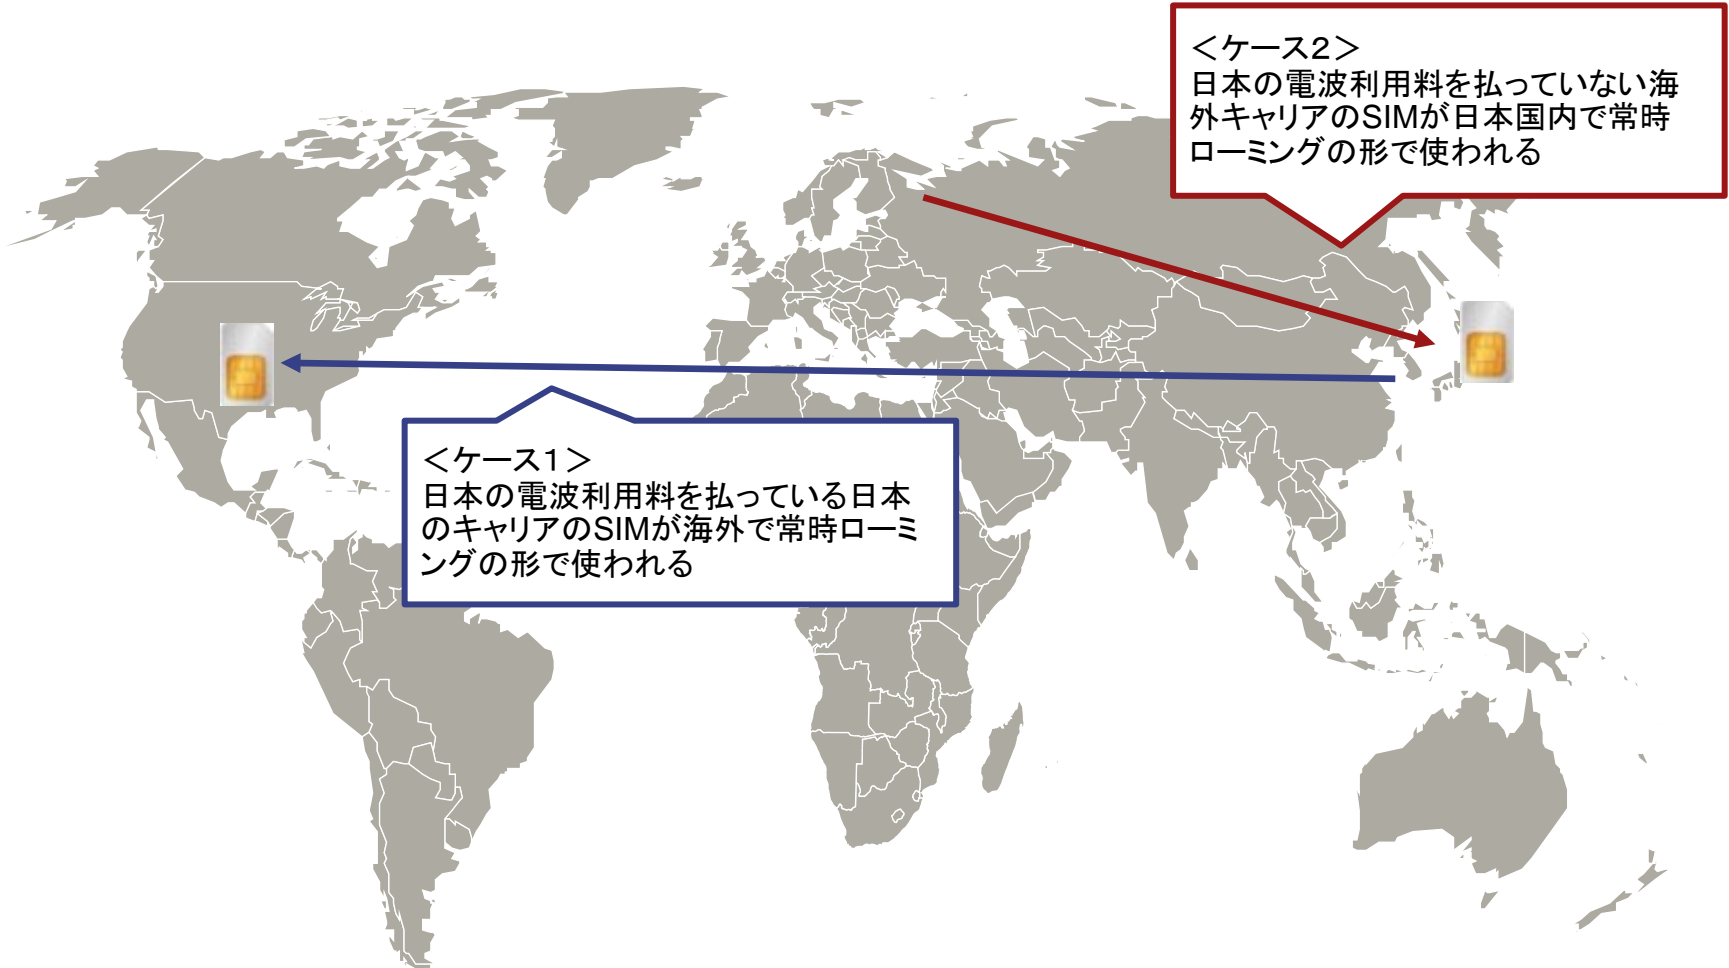 ＜ケース２＞
日本の電波利用料を払っていない海
外キャリアのSIMが日本国内で常時
ローミングの形で使われる
＜ケース１＞
日本の電波利用料を払っている日本
のキャリアのSIMが海外で常時ローミ
ングの形で使われる